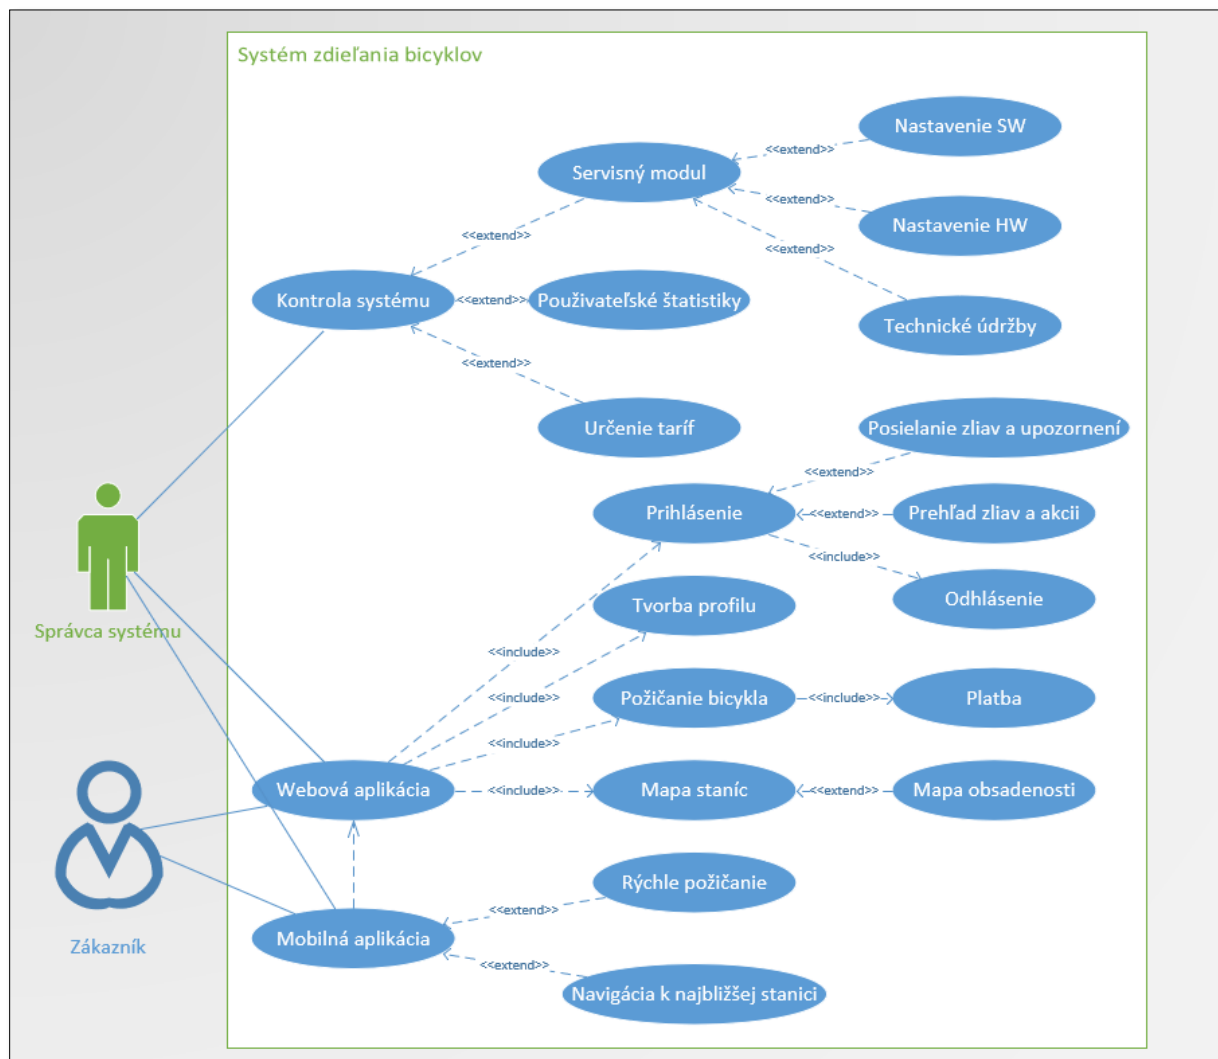 Systém zdieľania bicyklov
Nastavenie SW
<<extend>>
Servisný modul
<<extend>>
Nastavenie HW
<<extend>>
<<extend>>
Kontrola systému
<<extend>>
Používateľské štatistiky
Technické údržby
<<extend>>
Určenie taríf
Posielanie zliav a upozornení
<<extend>>
Prihlásenie
<<extend>>
Prehľad zliav a akcii
<<include>>
Odhlásenie
Tvorba profilu
Správca systému
<<include>>
<<include>>
Požičanie bicykla
<<include>>
Platba
<<include>>
Webová aplikácia
<<include>>
Mapa staníc
<<extend>>
Mapa obsadenosti
Rýchle požičanie
<<extend>>
Mobilná aplikácia
Zákazník
<<extend>>
Navigácia k najbližšej stanici